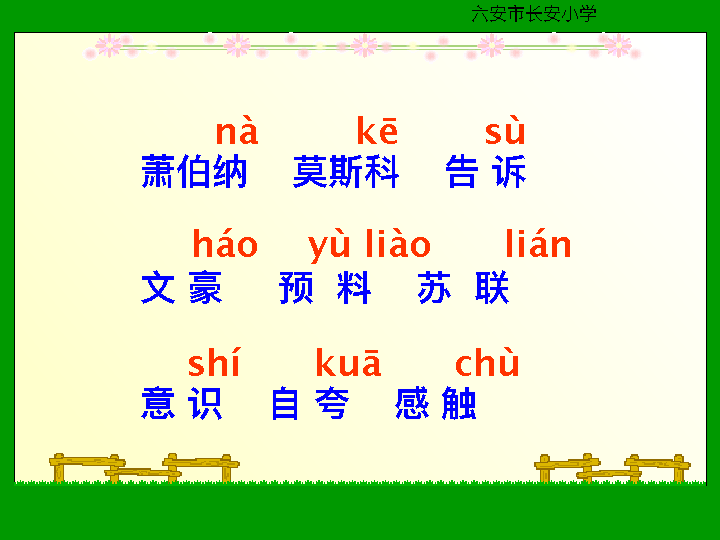 六安市长安小学
nà kē sù
萧伯纳 莫斯科 告 诉
háo yù liào lián
文 豪 预 料 苏 联
shí kuā chù
意 识 自 夸 感 触